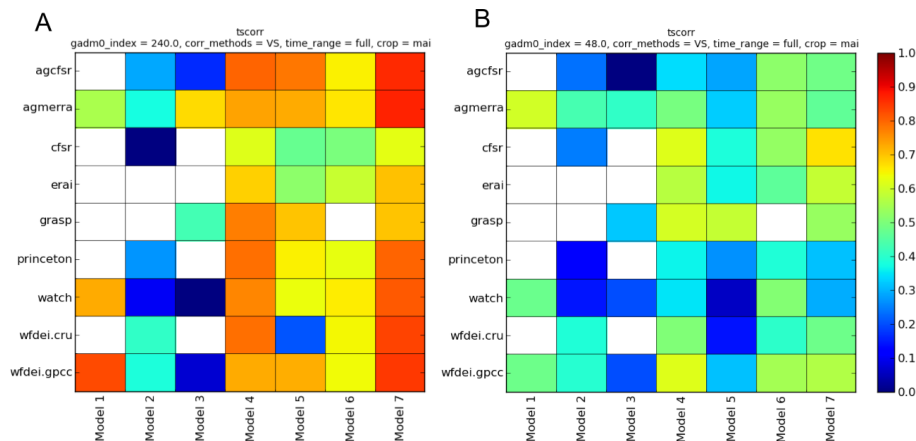 A
tscorr
gadm0_index = 240.0, corr_methods = VS, time_range = full, crop = mai
agcfsr
agmerra
cfsr
erai
grasp
princeton
watch
wfdei.cru
wfdei.gpcc
Model 1
Model 2
Model 3
Model 4
Model 5
Model 6
Model 7
B
tscorr
gadm0_index = 48.0, corr_methods = VS, time_range = full, crop = mai
agcfsr
agmerra
cfsr
erai
grasp
princeton
watch
wfdei.cru
wfdei.gpcc
Model 1
Model 2
Model 3
Model 4
Model 5
Model 6
Model 7
1.0
0.9
0.8
0.7
0.6
0.5
0.4
0.3
0.2
0.1
0.0